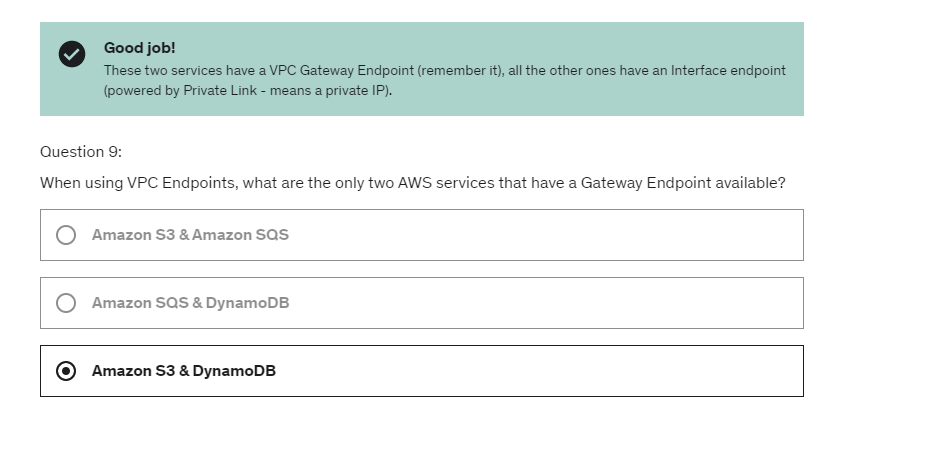 Good job!
These two services have a VPC Gateway Endpoint (remember it), all the other ones have an Interface endpoint
(powered by Private Link - means a private IP).
Question 9:
When using VPC Endpoints, what are the only two AWS services that have a Gateway Endpoint available?
Amazon S3 & Amazon SQS
Amazon SQS & DynamoDB
Amazon S3 & DynamoDB